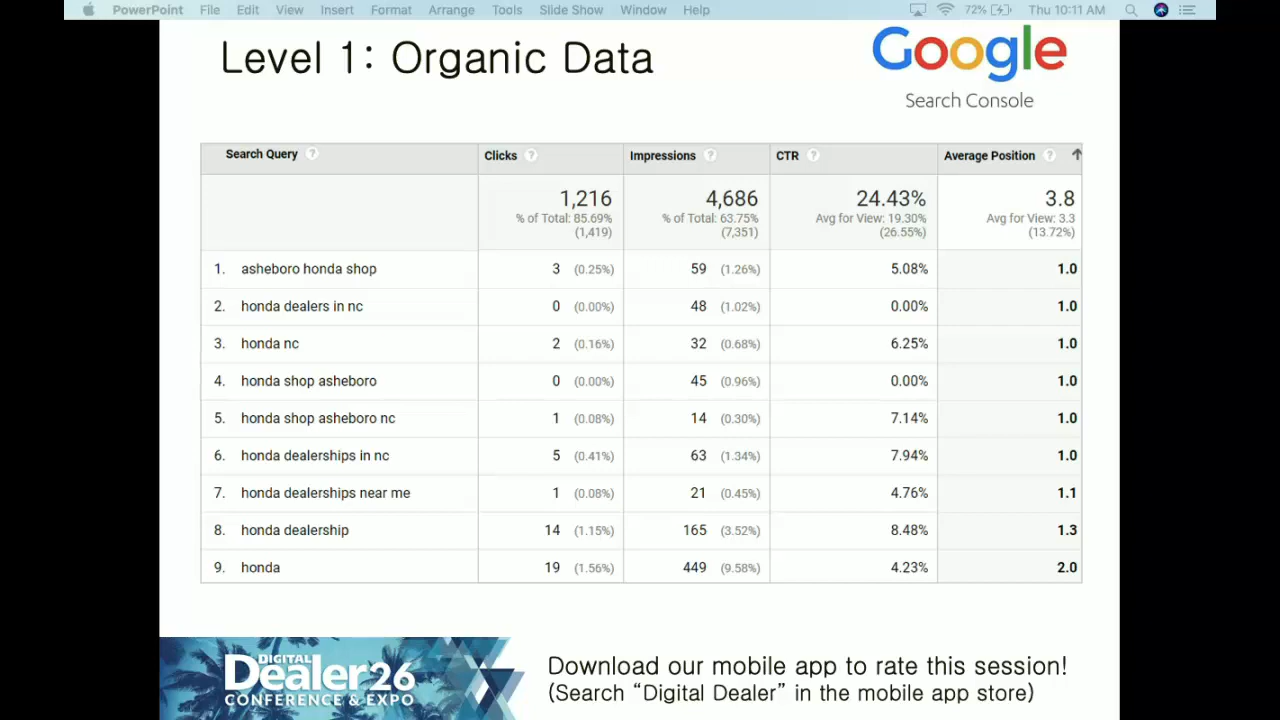 PowerPoint File Edit View Insert Format Arrange Tools Slide Show Window Help 72% Thu 10:11 AM
Level 1: Organic Data
Google
Search Console
Search Query ? Clicks ? Impressions ? CTR ? Average Position ? ↑
1,216 4,686 24.43% 3.8
% of Total: 85.69% % of Total: 63.75% Avg for View: 19.30% Avg for View: 3.3
(1,419) (7,351) (26.55%) (13.72%)
1. asheboro honda shop 3 (0.25%) 59 (1.26%) 5.08% 1.0
2. honda dealers in nc 0 (0.00%) 48 (1.02%) 0.00% 1.0
3. honda nc 2 (0.16%) 32 (0.68%) 6.25% 1.0
4. honda shop asheboro 0 (0.00%) 45 (0.96%) 0.00% 1.0
5. honda shop asheboro nc 1 (0.08%) 14 (0.30%) 7.14% 1.0
6. honda dealerships in nc 5 (0.41%) 63 (1.34%) 7.94% 1.0
7. honda dealerships near me 1 (0.08%) 21 (0.45%) 4.76% 1.1
8. honda dealership 14 (1.15%) 165 (3.52%) 8.48% 1.3
9. honda 19 (1.56%) 449 (9.58%) 4.23% 2.0
DIGITAL
Dealer26
CONFERENCE & EXPO
Download our mobile app to rate this session!
(Search “Digital Dealer” in the mobile app store)